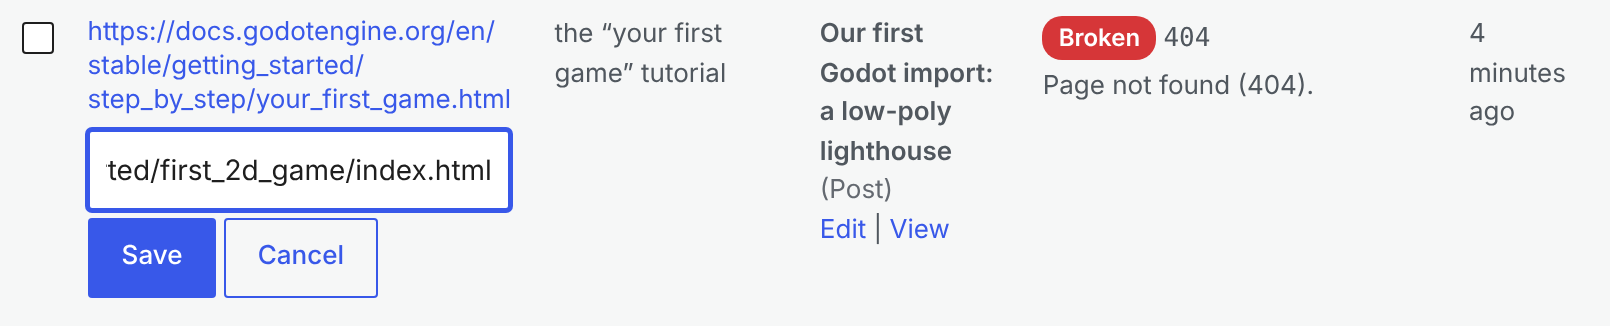 https://docs.godotengine.org/en/
stable/getting_started/
step_by_step/your_first_game.html
ted/first_2d_game/index.html
Save
Cancel
the “your first
game” tutorial
Our first
Godot import:
a low-poly
lighthouse
(Post)
Edit | View
Broken 404
Page not found (404).
4
minutes
ago